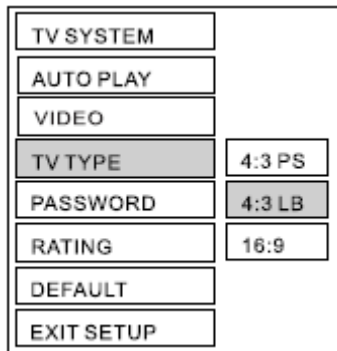 TV SYSTEM
AUTO PLAY
VIDEO
TV TYPE
4:3 PS
PASSWORD
4:3 LB
RATING
16:9
DEFAULT
EXIT SETUP